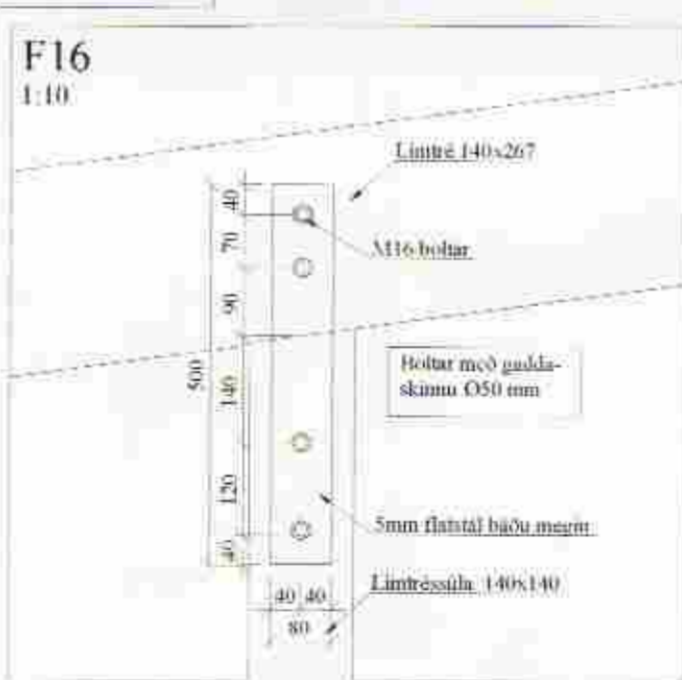 F16
1:10
Límtré 140x267
M16 boltar
Boltar með gadda-
skinnu Ø50 mm
5mm flatstál báðu megin
Límtréssúla 140x140
40
70
90
140
120
40
500
40 40
80